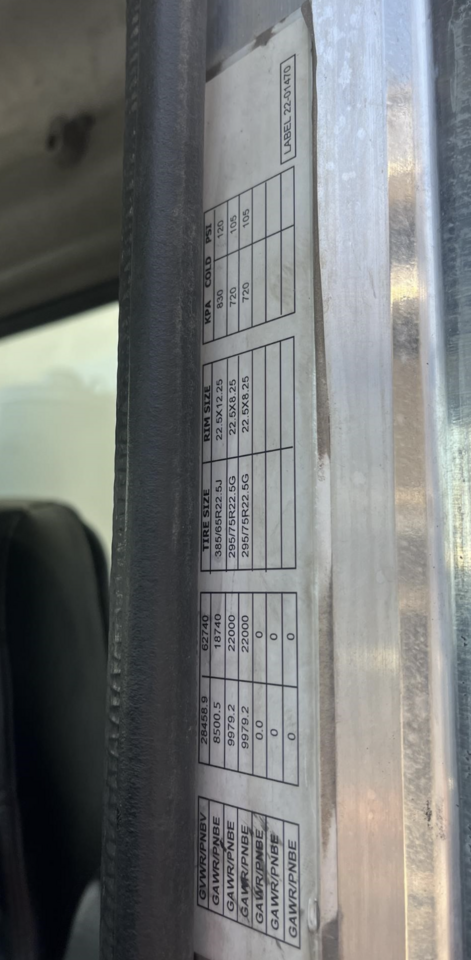 KPA COLD PSI
TIRE SIZE RIM SIZE
GVWR/PNBV 28458.9 62740
GAWR/PNBE 8500.5 18740 385/65R22.5J 22.5X12.25 830 120
GAWR/PNBE 9979.2 22000 295/75R22.5G 22.5X8.25 720 105
GAWR/PNBE 9979.2 22000 295/75R22.5G 22.5X8.25 720 105
GAWR/PNBE 0.0 0
GAWR/PNBE 0 0
GAWR/PNBE 0 0
LABEL 22-01470